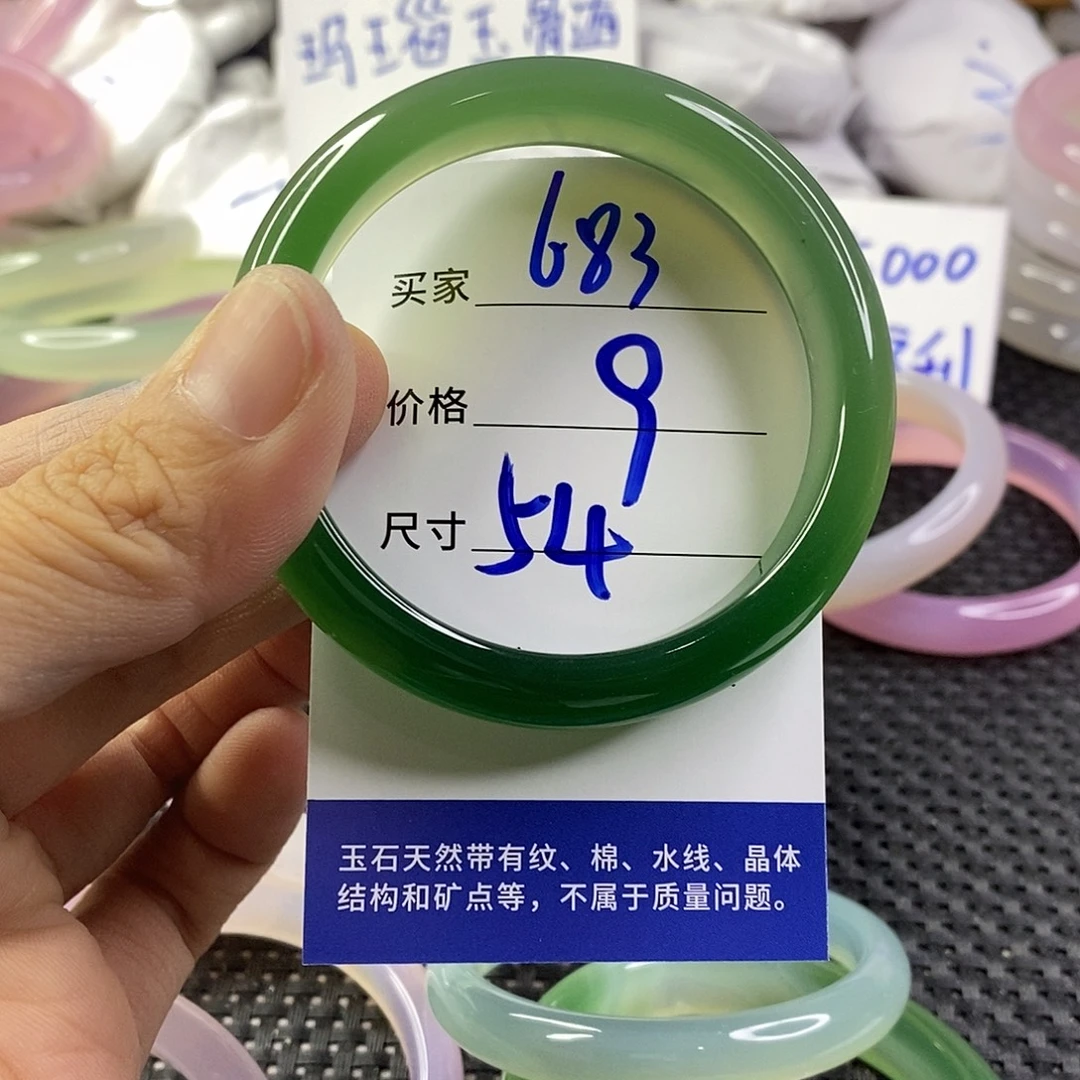 玛瑙玉骨髓
买家 683
价格 9
尺寸 54
5000
玉石天然带有纹、棉、水线、晶体
结构和矿点等，不属于质量问题。